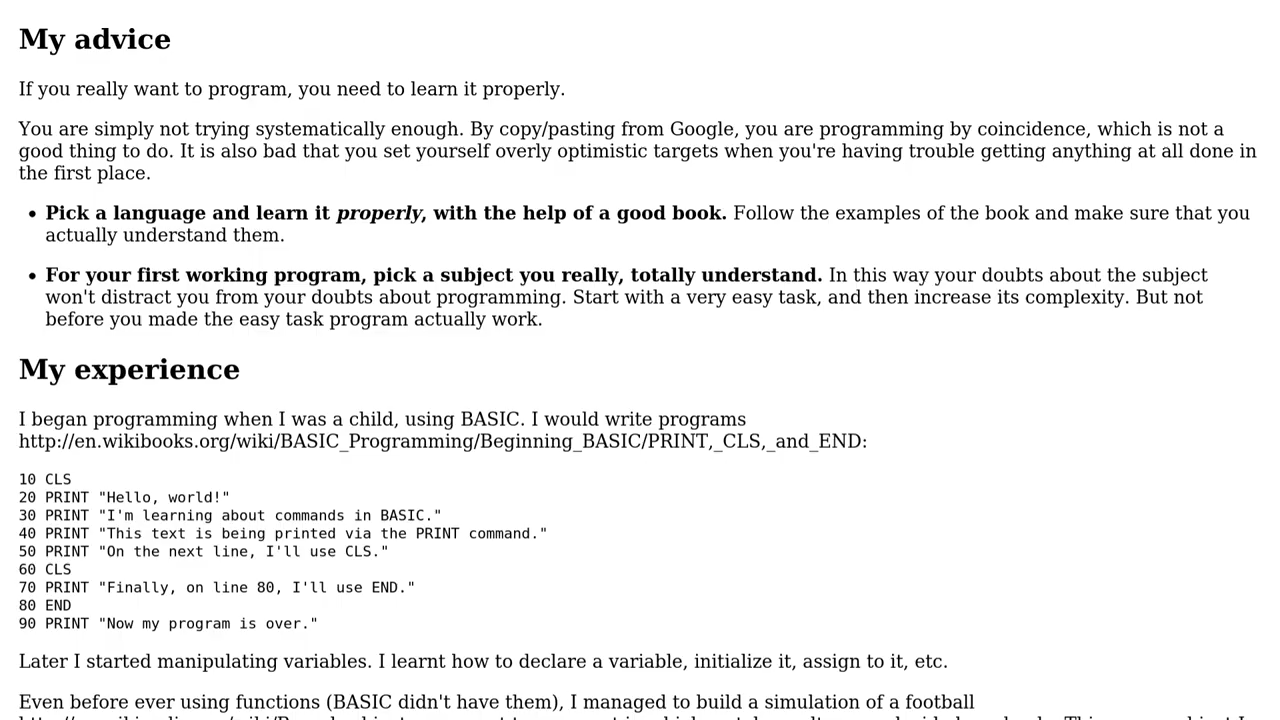 My advice
If you really want to program, you need to learn it properly.
You are simply not trying systematically enough. By copy/pasting from Google, you are programming by coincidence, which is not a
good thing to do. It is also bad that you set yourself overly optimistic targets when you're having trouble getting anything at all done in
the first place.
• Pick a language and learn it properly, with the help of a good book. Follow the examples of the book and make sure that you
actually understand them.
• For your first working program, pick a subject you really, totally understand. In this way your doubts about the subject
won't distract you from your doubts about programming. Start with a very easy task, and then increase its complexity. But not
before you made the easy task program actually work.
My experience
I began programming when I was a child, using BASIC. I would write programs
http://en.wikibooks.org/wiki/BASIC_Programming/Beginning_BASIC/PRINT,_CLS,_and_END:
10 CLS
20 PRINT "Hello, world!"
30 PRINT "I'm learning about commands in BASIC."
40 PRINT "This text is being printed via the PRINT command."
50 PRINT "On the next line, I'll use CLS."
60 CLS
70 PRINT "Finally, on line 80, I'll use END."
80 END
90 PRINT "Now my program is over."
Later I started manipulating variables. I learnt how to declare a variable, initialize it, assign to it, etc.
Even before ever using functions (BASIC didn't have them), I managed to build a simulation of a football